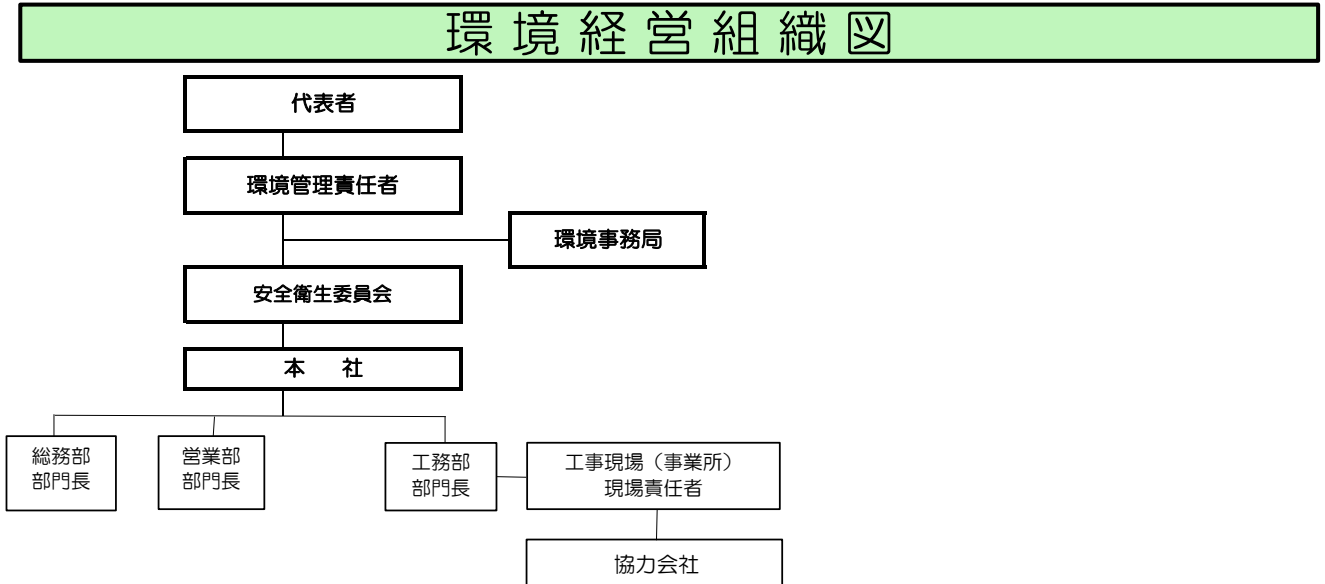 環境経営組織図
代表者
環境管理責任者
環境事務局
安全衛生委員会
本　社
総務部
部門長
営業部
部門長
工務部
部門長
工事現場（事業所）
現場責任者
協力会社